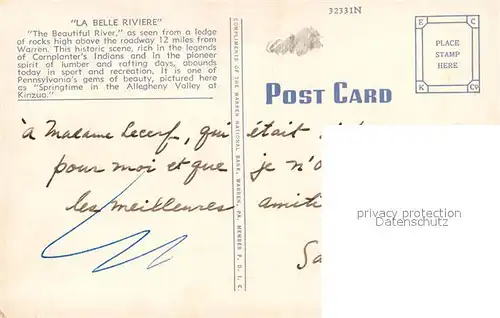 "LA BELLE RIVIERE"
"The Beautiful River," as seen from a ledge
of rocks high above the roadway 12 miles from
Warren. This historic scene, rich in the legends
of Cornplanter's Indians and in the pioneer
spirit of lumber and rafting days, abounds
today in sport and recreation. It is one of
Pennsylvania's gems of beauty, pictured here
as "Springtime in the Allegheny Valley at
Kinzua."
COMPLIMENTS OF THE WARREN NATIONAL BANK, WARREN, PA. MEMBER F. D. I. C.
32331N
POST CARD
E C
PLACE
STAMP
HERE
K Co
à Madame Lecerf, qui était
pour moi et que je n'o
les meilleures amiti
Sa
privacy protection
DarnisCollection.com